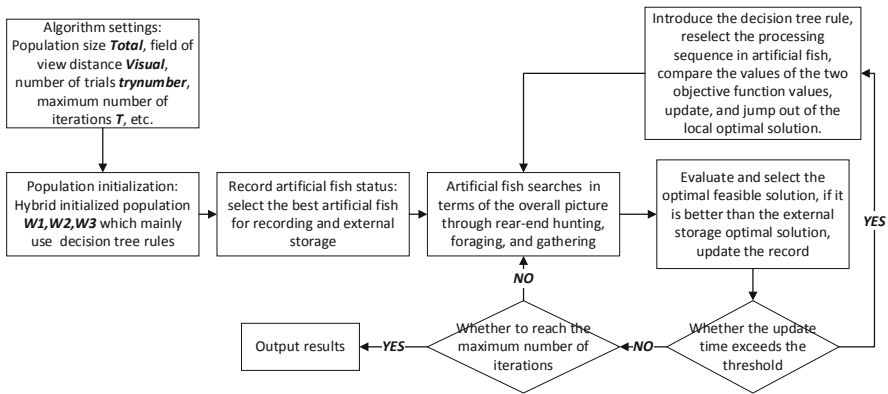 Algorithm settings:
Population size Total, field of
view distance Visual,
number of trials trynumber,
maximum number of
iterations T, etc.
Population initialization:
Hybrid initialized population
W1,W2,W3 which mainly
use decision tree rules
Record artificial fish status:
select the best artificial fish
for recording and external
storage
Artificial fish searches in
terms of the overall picture
through rear-end hunting,
foraging, and gathering
Introduce the decision tree rule,
reselect the processing
sequence in artificial fish,
compare the values of the two
objective function values,
update, and jump out of the
local optimal solution.
Evaluate and select the
optimal feasible solution, if it
is better than the external
storage optimal solution,
update the record
YES
Whether the update
time exceeds the
threshold
NO
Whether to reach the
maximum number of
iterations
NO
YES
Output results